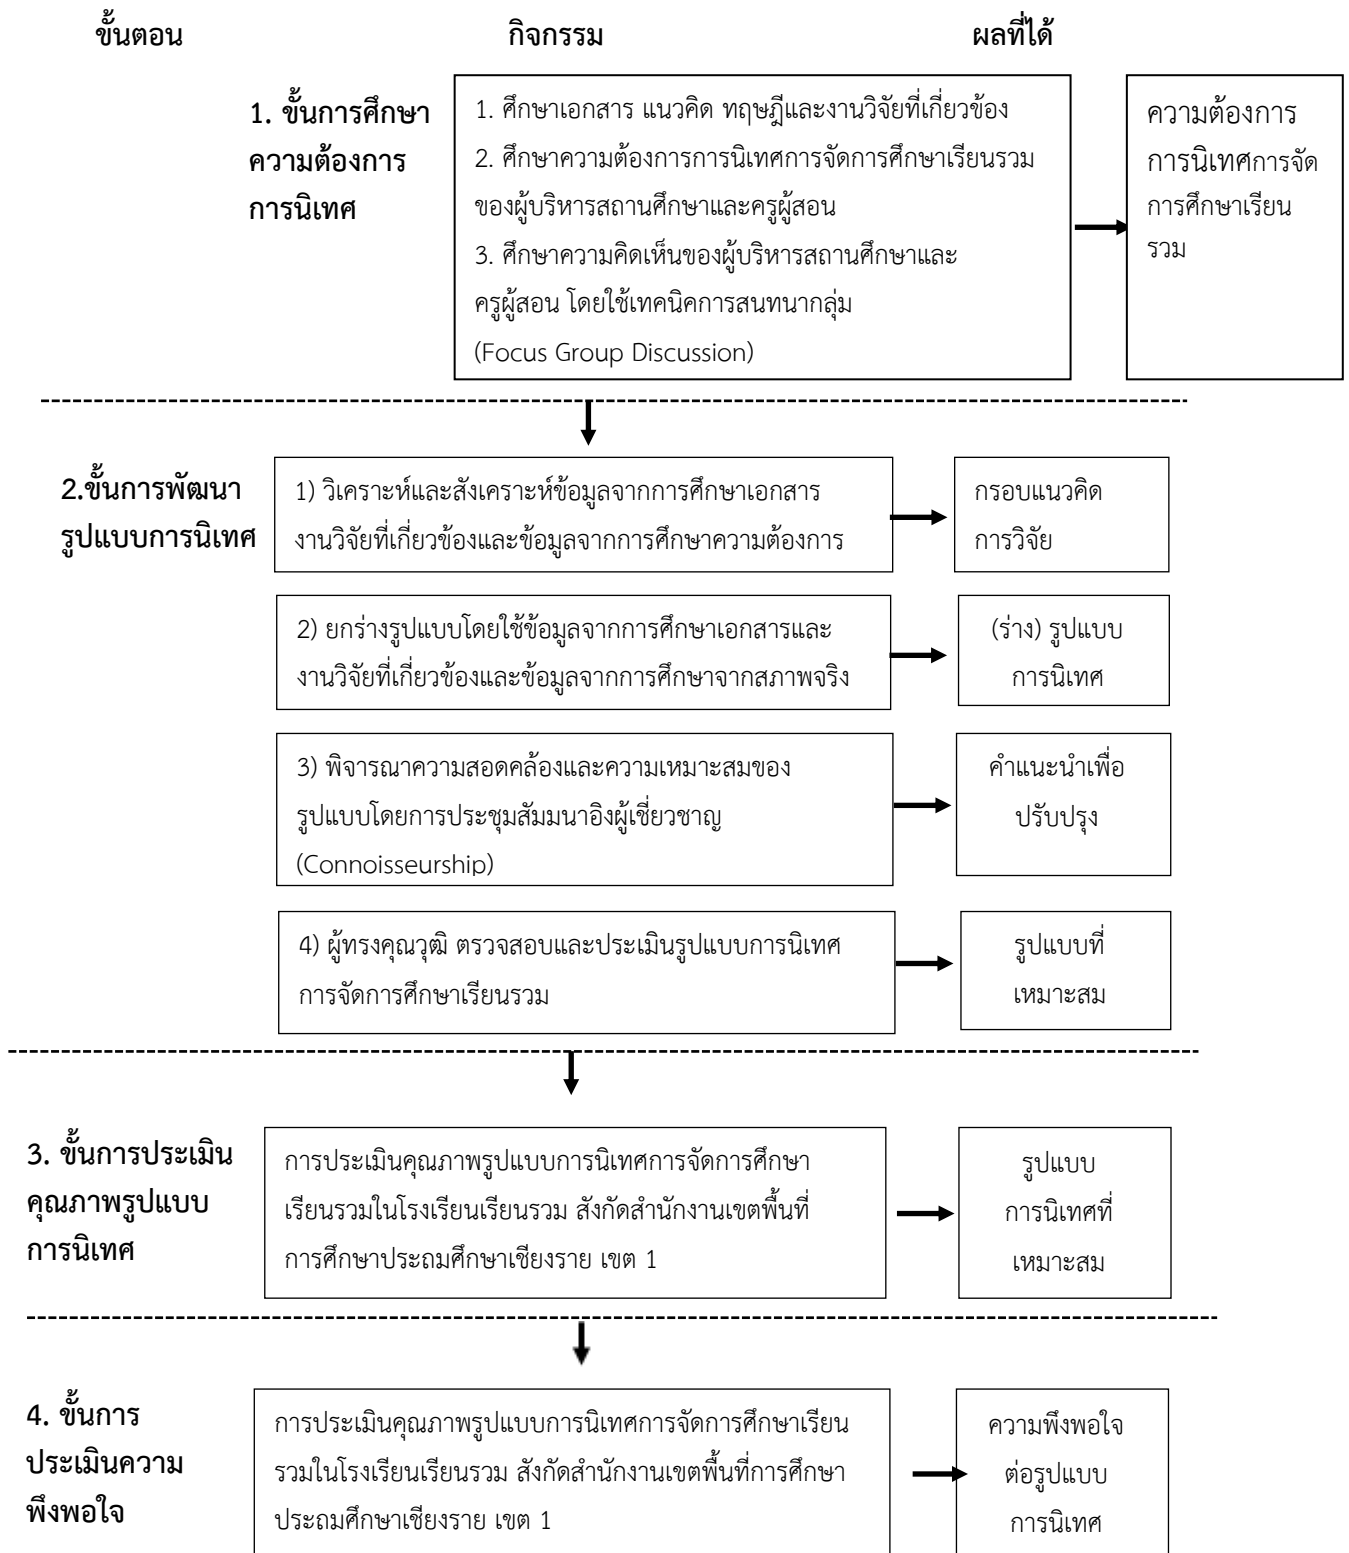 ขั้นตอน
กิจกรรม
ผลที่ได้
1. ขั้นการศึกษา
ความต้องการ
การนิเทศ
1. ศึกษาเอกสาร แนวคิด ทฤษฎีและงานวิจัยที่เกี่ยวข้อง
2. ศึกษาความต้องการการนิเทศการจัดการศึกษาเรียนรวม
ของผู้บริหารสถานศึกษาและครูผู้สอน
3. ศึกษาความคิดเห็นของผู้บริหารสถานศึกษาและ
ครูผู้สอน โดยใช้เทคนิคการสนทนากลุ่ม
(Focus Group Discussion)
ความต้องการ
การนิเทศการจัด
การศึกษาเรียน
รวม
2.ขั้นการพัฒนา
รูปแบบการนิเทศ
1) วิเคราะห์และสังเคราะห์ข้อมูลจากการศึกษาเอกสาร
งานวิจัยที่เกี่ยวข้องและข้อมูลจากการศึกษาความต้องการ
กรอบแนวคิด
การวิจัย
2) ยกร่างรูปแบบโดยใช้ข้อมูลจากการศึกษาเอกสารและ
งานวิจัยที่เกี่ยวข้องและข้อมูลจากการศึกษาจากสภาพจริง
(ร่าง) รูปแบบ
การนิเทศ
3) พิจารณาความสอดคล้องและความเหมาะสมของ
รูปแบบโดยการประชุมสัมมนาอิงผู้เชี่ยวชาญ
(Connoisseurship)
คำแนะนำเพื่อ
ปรับปรุง
4) ผู้ทรงคุณวุฒิ ตรวจสอบและประเมินรูปแบบการนิเทศ
การจัดการศึกษาเรียนรวม
รูปแบบที่
เหมาะสม
3. ขั้นการประเมิน
คุณภาพรูปแบบ
การนิเทศ
การประเมินคุณภาพรูปแบบการนิเทศการจัดการศึกษา
เรียนรวมในโรงเรียนเรียนรวม สังกัดสำนักงานเขตพื้นที่
การศึกษาประถมศึกษาเชียงราย เขต 1
รูปแบบ
การนิเทศที่
เหมาะสม
4. ขั้นการ
ประเมินความ
พึงพอใจ
การประเมินคุณภาพรูปแบบการนิเทศการจัดการศึกษาเรียน
รวมในโรงเรียนเรียนรวม สังกัดสำนักงานเขตพื้นที่การศึกษา
ประถมศึกษาเชียงราย เขต 1
ความพึงพอใจ
ต่อรูปแบบ
การนิเทศ